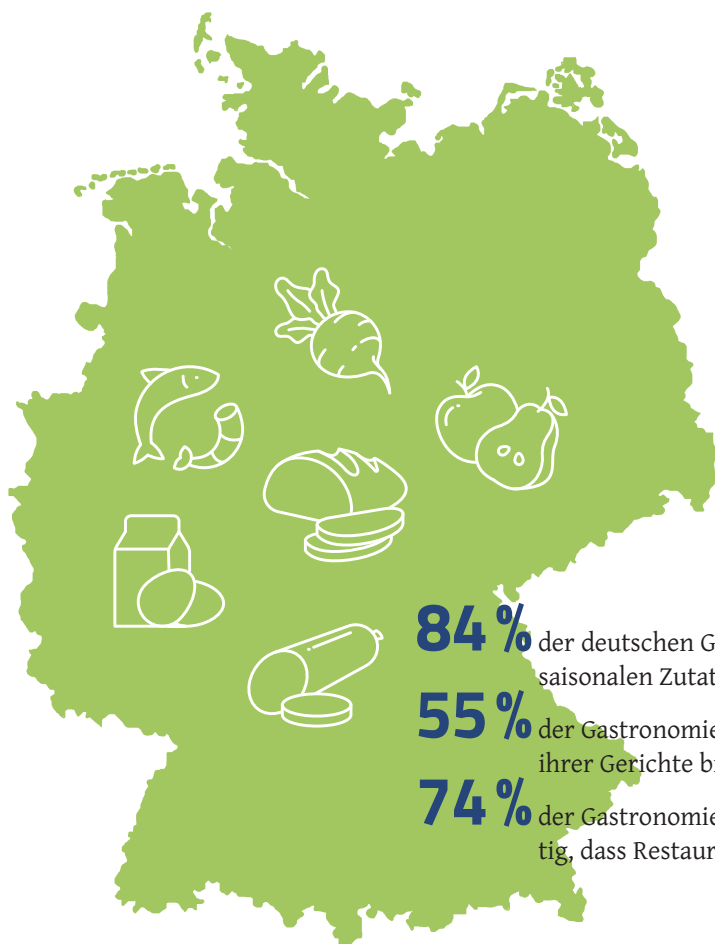 84 % der deutschen G
saisonalen Zutat
55 % der Gastronomie
ihrer Gerichte b
74 % der Gastronomie
tig, dass Restaur